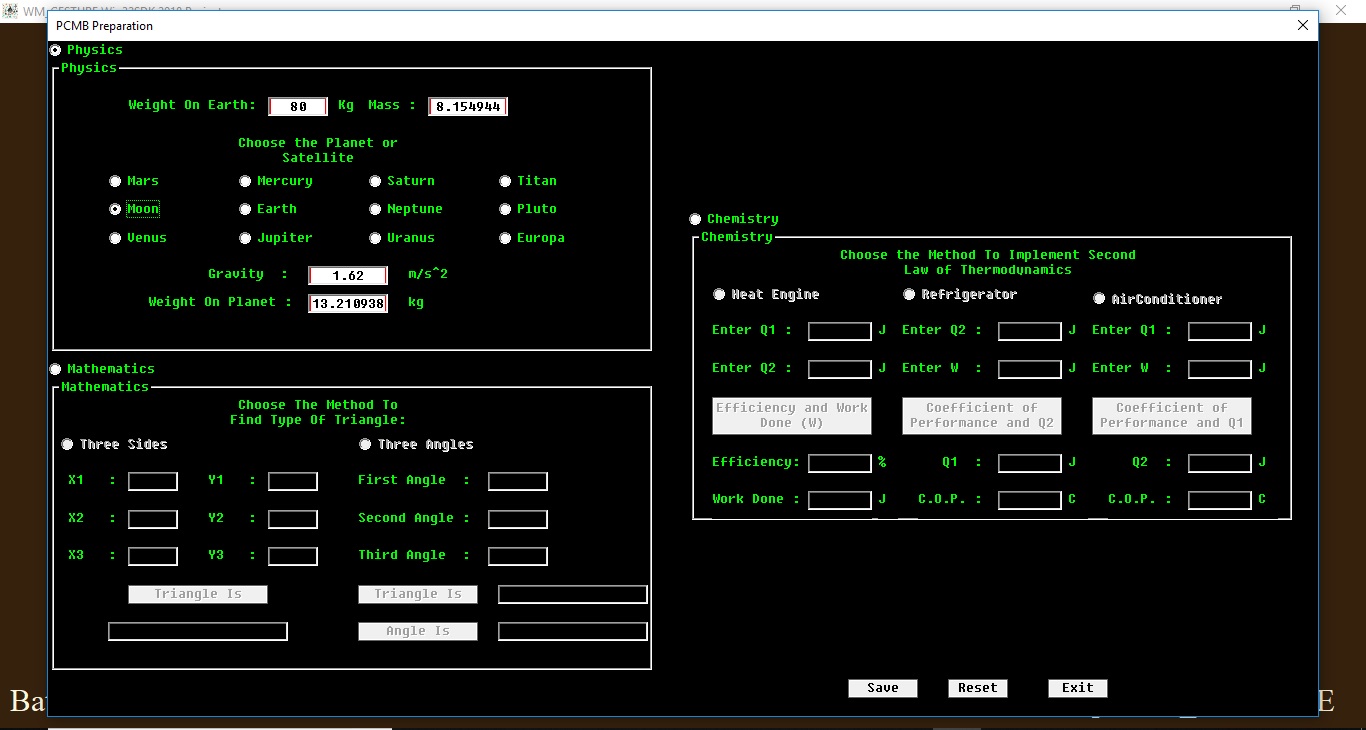 PCMB Preparation
Physics
Physics
Weight On Earth: 80 Kg Mass : 8.154944
Choose the Planet or
Satellite
Mars Mercury Saturn Titan
Moon Earth Neptune Pluto
Venus Jupiter Uranus Europa
Gravity : 1.62 m/s^2
Weight On Planet : 13.210938 kg
Mathematics
Mathematics
Choose The Method To
Find Type Of Triangle:
Three Sides Three Angles
X1 : Y1 : First Angle :
X2 : Y2 : Second Angle :
X3 : Y3 : Third Angle :
Triangle Is Triangle Is
Angle Is
Chemistry
Chemistry
Choose the Method To Implement Second
Law of Thermodynamics
Heat Engine Refrigerator AirConditioner
Enter Q1 : J Enter Q2 : J Enter Q1 : J
Enter Q2 : J Enter W : J Enter W : J
Efficiency and Work
Done (W)
Coefficient of
Performance and Q2
Coefficient of
Performance and Q1
Efficiency: % Q1 : J Q2 : J
Work Done : J C.O.P. : C C.O.P. : C
Save Reset Exit